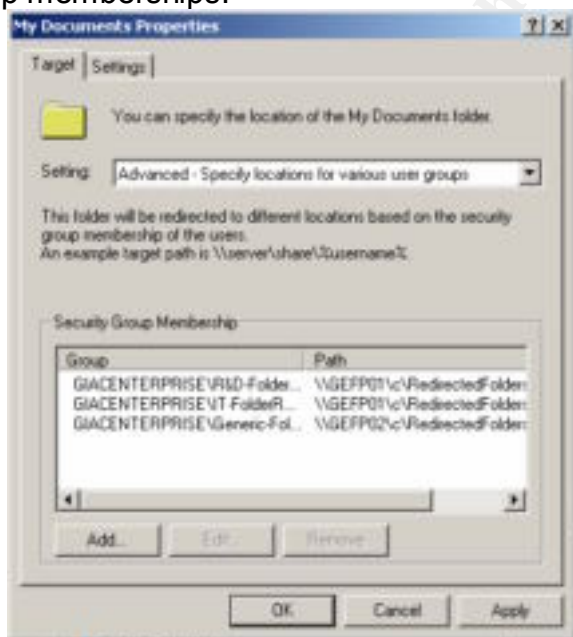 p memberships.
My Documents Properties
Target Settings
You can specify the location of the My Documents folder.
Setting: Advanced - Specify locations for various user groups
This folder will be redirected to different locations based on the security
group membership of the users.
An example target path is \\server\share\%username%.
Security Group Membership
Group Path
GIACENTERPRISE\R&D-Folder... \\GEFP01\c\RedirectedFolder
GIACENTERPRISE\IT-FolderR... \\GEFP01\c\RedirectedFolder
GIACENTERPRISE\Generic-Fol... \\GEFP02\c\RedirectedFolder
Add... Edit... Remove
OK Cancel Apply